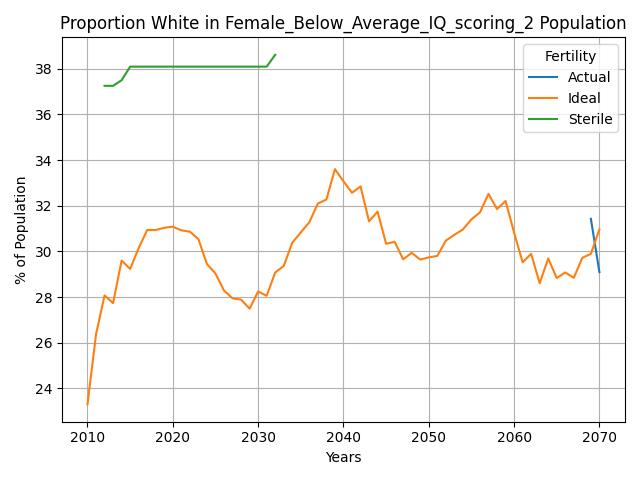 Proportion White in Female_Below_Average_IQ_scoring_2 Population
Fertility
Actual
Ideal
Sterile
% of Population
38
36
34
32
30
28
26
24
2010 2020 2030 2040 2050 2060 2070
Years